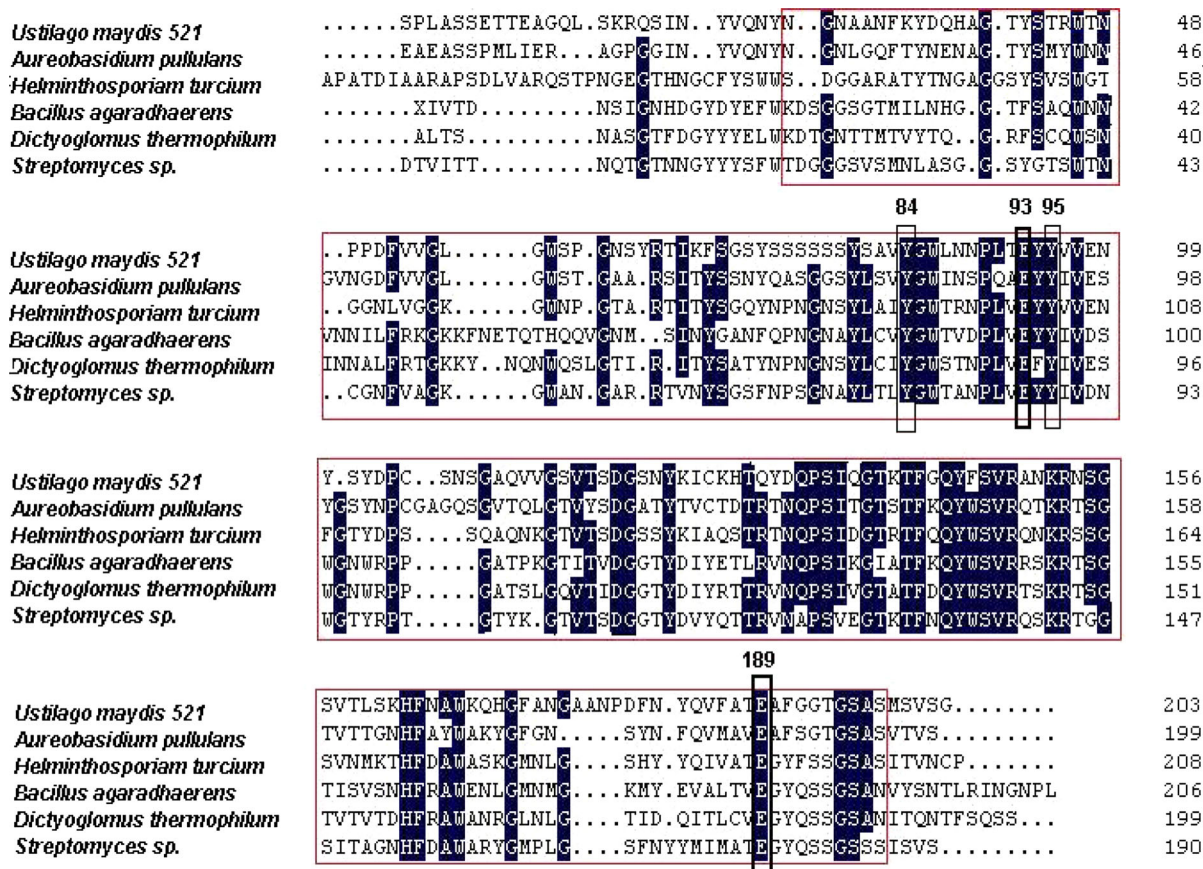 Ustilago maydis 521 ......SPLASSETTEAGQL.SKRQSIN..YVQNYN..GNAANFKYDQHAG.TYSTRWTN 48
Aureobasidium pullulans ......EAEASSPMLIER...AGPGGIN..YVQNYN..GNLGQFTYNENAG.TYSMYWNN 46
Helminthosporiam turcium APATDIAARAPSDLVARQSTPNGEGTHNGCFYSWWS..DGGARATYTNGAGGSYSVSWGT 58
Bacillus agaradhaerens .......XIVTD........NSIGNHDGYDYEFWKDSGGSGTMILNHG.G.TFSAQWNN 42
Dictyoglomus thermophilum .......ALTS.........NASGTFDGYYYELWKDTGNTTMTVYTQ..G.RFSCQWSN 40
Streptomyces sp. ......DTVITT........NQTGTNNGYYYSFWTDGGGSVSMNLASG.G.SYGTSWTN 43
84 93 95
Ustilago maydis 521 ..PPDFVVGL.......GWSP.GNSYRTIKFSGSYSSSSSSYSAVYGWLNNPLTEYYVVEN 99
Aureobasidium pullulans GVNGDFVVGL.......GWST.GAA.RSITYSSNYQASGGSYLSVYGWINSPQAEYYIVES 98
Helminthosporiam turcium ...GGNLVGGK......GWNP.GTA.RTITYSGQYNPNGNSYLAIYGWTRNPLVEYYVVEN 108
Bacillus agaradhaerens VNNILFRKGKKFNETQTHQQVGNM..SINYGANFQPNGNAYLCVYGWTVDPLVEYYIVDS 100
Dictyoglomus thermophilum INNALFRTGKKY..NQNWQSLGTI.R.ITYSATYNPNGNSYLCIYGWSTNPLVEFYIVES 96
Streptomyces sp. ..CGNFVAGK.......GWAN.GAR.RTVNYSGSFNPSGNAYLTLYGWTANPLVEYYIVDN 93
Ustilago maydis 521 Y.SYDPC..SNSGAQVVGSVTSDGSNYKICKHTQYDQPSIQGTKTFGQYFSVRANKRNSG 156
Aureobasidium pullulans YGSYNPCGAGQSGVTQLGTVYSDGATYTVCTDTRTNQPSITGTSTFKQYWSVRQTKRTSG 158
Helminthosporiam turcium FGTYDPS....SQAQNKGTVTSDGSSYKIAQSTRTNQPSIDGTRTFQQYWSVRQNKRSSG 164
Bacillus agaradhaerens WGNWRPP.....GATPKGTITVDGGTYDIYETLRVNQPSIKGIATFKQYWSVRRSKRTSG 155
Dictyoglomus thermophilum WGNWRPP.....GATSLGQVTIDGGTYDIYRTTRVNQPSIVGTATFDQYWSVRTSKRTSG 151
Streptomyces sp. WGTYRPT.....GTYK.GTVTSDGGTYDVYQTTRVNAPSVEGTKTFNQYWSVRQSKRTGG 147
189
Ustilago maydis 521 SVTLSKHFNAWKQHGFANGAANPDFN.YQVFATEAFGGTGSASMSVSG........ 203
Aureobasidium pullulans TVTTGNHFAYWAKYGFGN.....SYN.FQVMAVEAFSGTGSASVTVS......... 199
Helminthosporiam turcium SVNMKTHFDAWASKGMNLG....SHY.YQIVATEGYFSSGSASITVNCP....... 208
Bacillus agaradhaerens TISVSNHFRAWENLGMNMG....KMY.EVALTVEGYQSSGSANVYSNTLRINGNPL 206
Dictyoglomus thermophilum TVTVTDHFRAWANRGLNLG....TID.QITLCVEGYQSSGSANITQNTFSQSS... 199
Streptomyces sp. SITAGNHFDAWARYGMPLG....SFNYYMIMATEGYQSSGSSSISVS......... 190